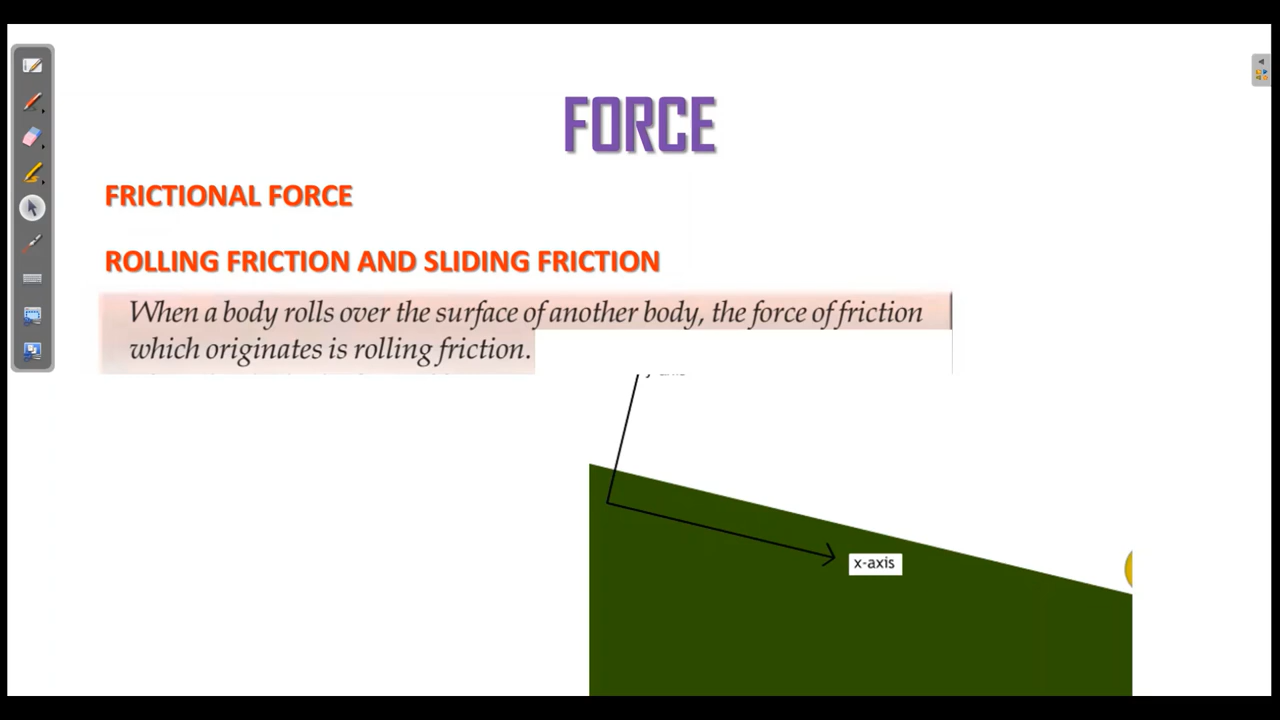 FORCE
FRICTIONAL FORCE
ROLLING FRICTION AND SLIDING FRICTION
When a body rolls over the surface of another body, the force of friction
which originates is rolling friction.
x-axis